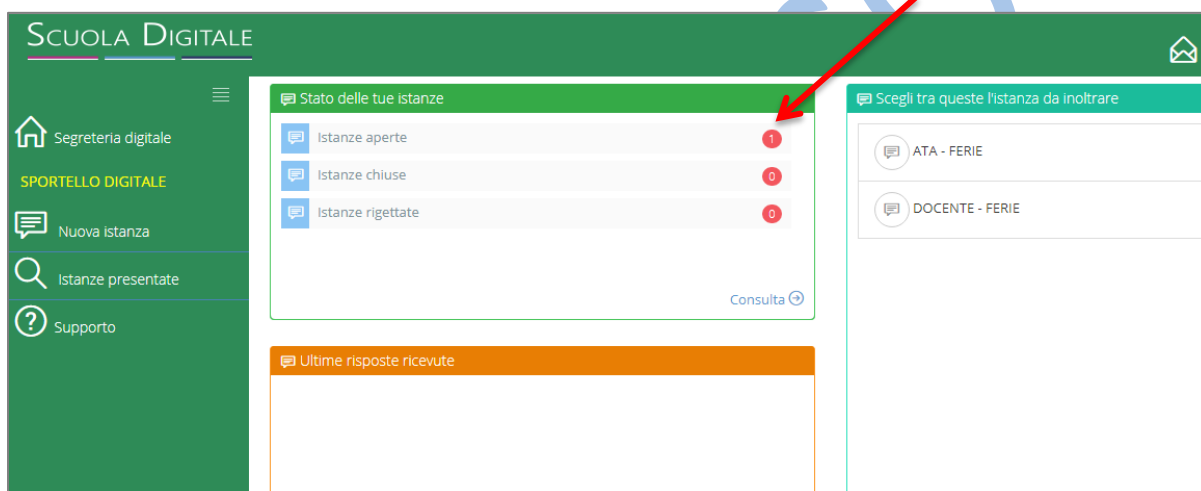 SCUOLA DIGITALE
Segreteria digitale
SPORTELLO DIGITALE
Nuova istanza
Istanze presentate
Supporto
Stato delle tue istanze
Istanze aperte 1
Istanze chiuse 0
Istanze rigettate 0
Consulta
Ultime risposte ricevute
Scegli tra queste l'istanza da inoltrare
ATA - FERIE
DOCENTE - FERIE